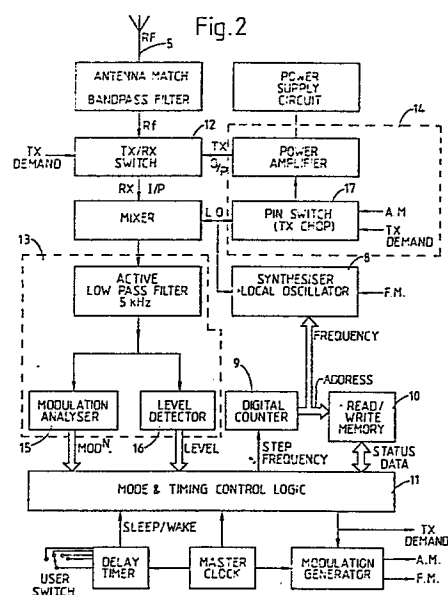 Fig.2
RF
5
ANTENNA MATCH
BANDPASS FILTER
POWER
SUPPLY
CIRCUIT
Rf
12
14
TX
DEMAND
TX/RX
SWITCH
TX
O/P
POWER
AMPLIFIER
RX I/P
17
MIXER
L O
PIN SWITCH
(TX CHOP)
A.M
TX
DEMAND
13
8
ACTIVE
LOW PASS FILTER
5 kHz
SYNTHESISER
LOCAL OSCILLATOR
F.M.
FREQUENCY
9
ADDRESS
10
MODULATION
ANALYSER
LEVEL
DETECTOR
DIGITAL
COUNTER
READ/
WRITE
MEMORY
15
MODN.
16
LEVEL
STEP
FREQUENCY
STATUS
DATA
MODE & TIMING CONTROL LOGIC
11
SLEEP/WAKE
TX
DEMAND
USER
SWITCH
DELAY
TIMER
MASTER
CLOCK
MODULATION
GENERATOR
A.M.
F.M.